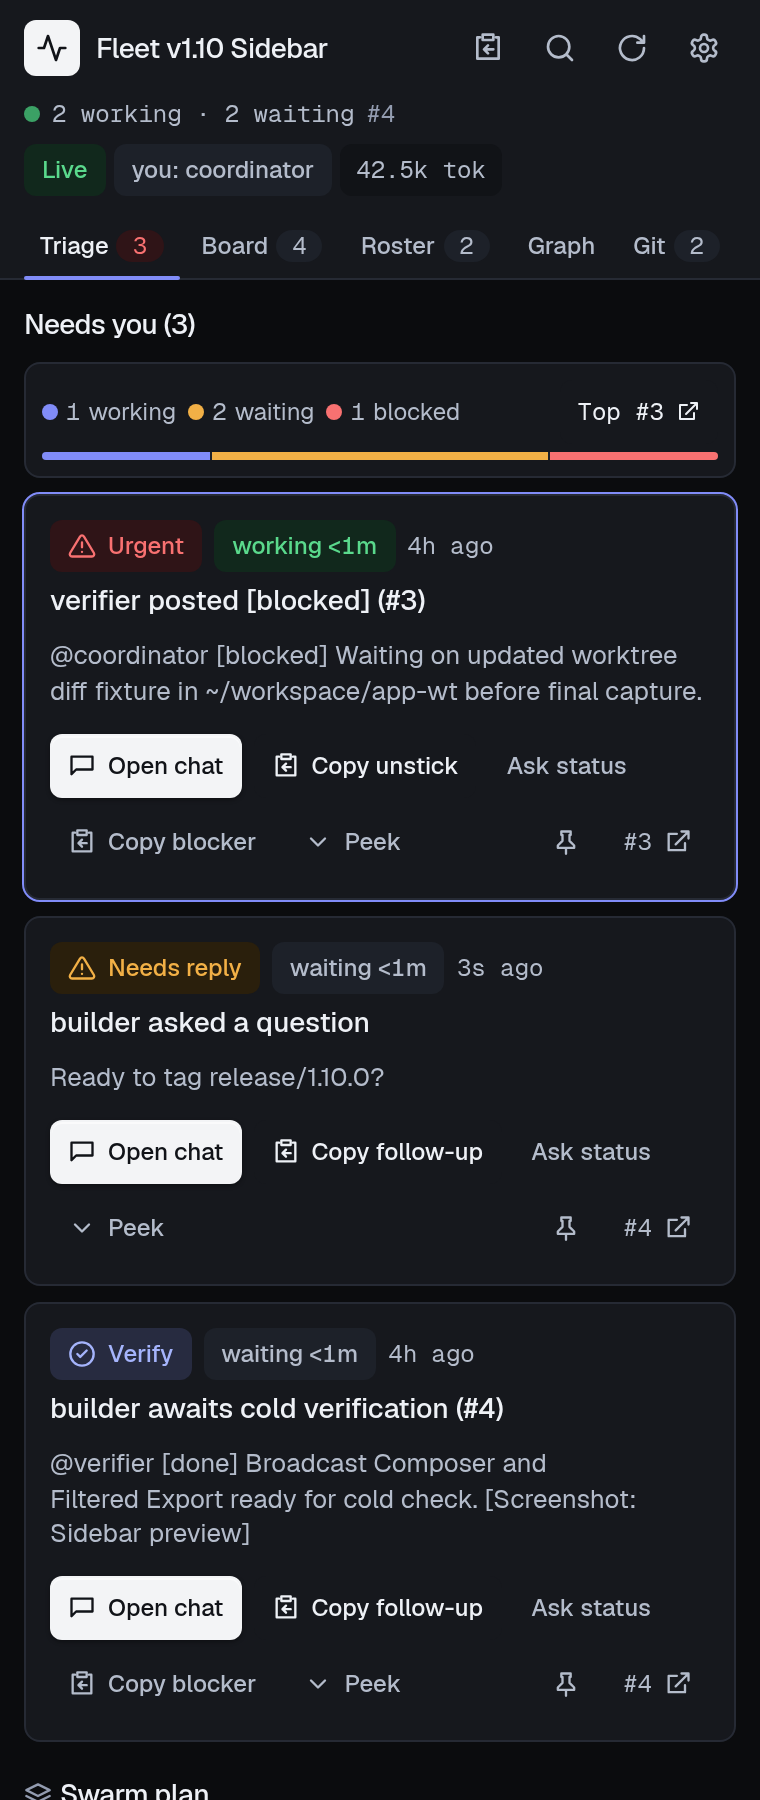 Fleet v1.10 Sidebar
2 working · 2 waiting #4
Live you: coordinator 42.5k tok
Triage 3 Board 4 Roster 2 Graph Git 2
Needs you (3)
1 working 2 waiting 1 blocked Top #3
Urgent working <1m 4h ago
verifier posted [blocked] (#3)
@coordinator [blocked] Waiting on updated worktree
diff fixture in ~/workspace/app-wt before final capture.
Open chat Copy unstick Ask status
Copy blocker Peek #3
Needs reply waiting <1m 3s ago
builder asked a question
Ready to tag release/1.10.0?
Open chat Copy follow-up Ask status
Peek #4
Verify waiting <1m 4h ago
builder awaits cold verification (#4)
@verifier [done] Broadcast Composer and
Filtered Export ready for cold check. [Screenshot:
Sidebar preview]
Open chat Copy follow-up Ask status
Copy blocker Peek #4
Swarm plan